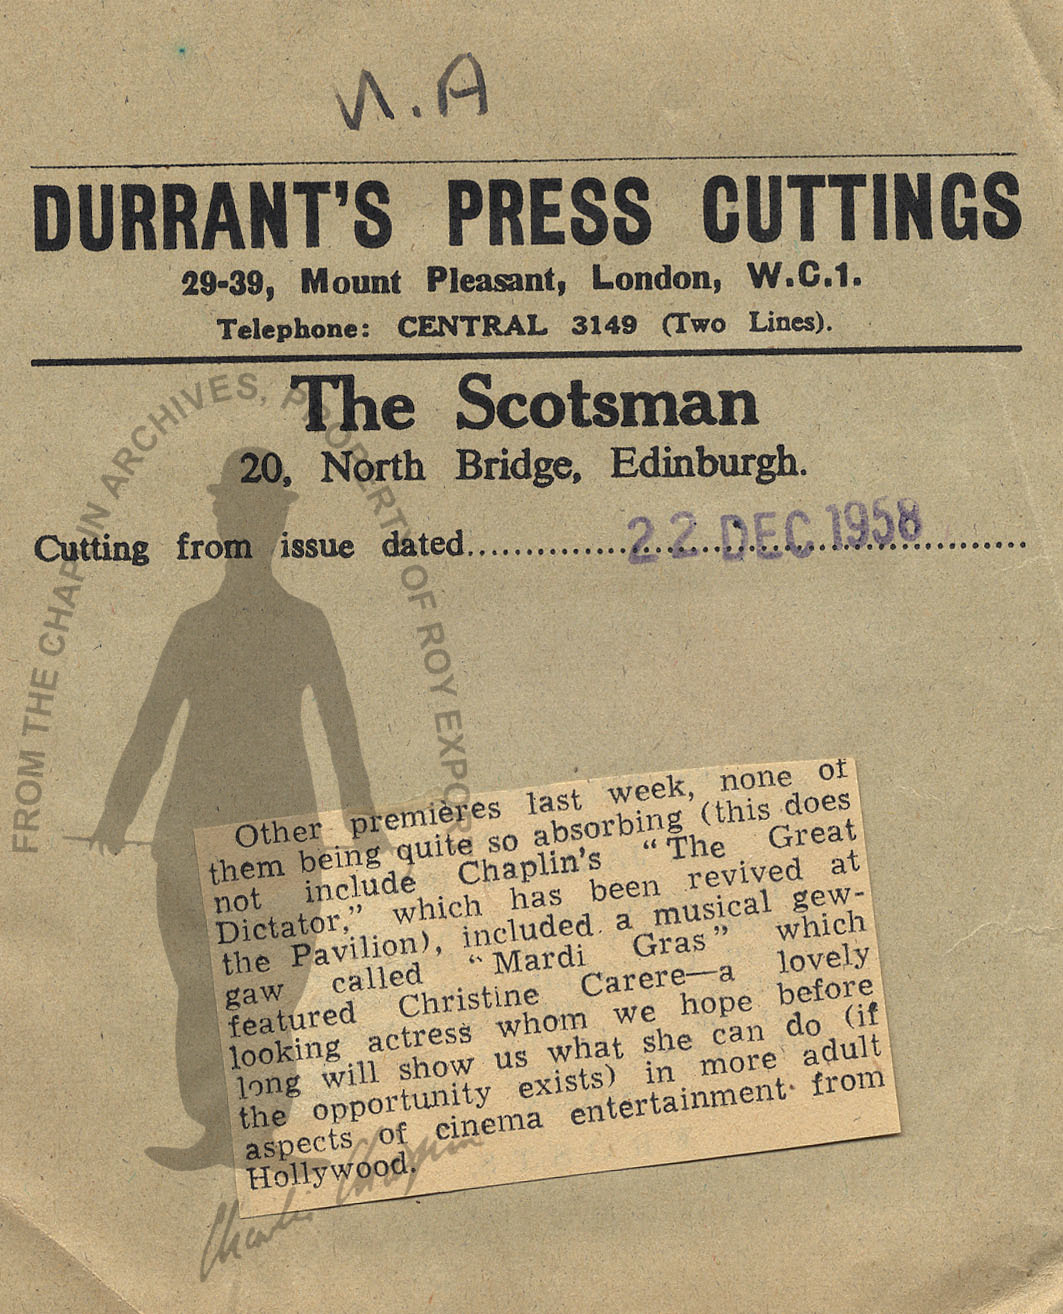 N.A
DURRANT'S PRESS CUTTINGS
29-39, Mount Pleasant, London, W.C.1.
Telephone: CENTRAL 3149 (Two Lines).
The Scotsman
20, North Bridge, Edinburgh.
Cutting from issue dated........................................22 DEC 1958
FROM THE CHAPLIN ARCHIVES, PROPERTY OF ROY EXPORT
Other premières last week, none of
them being quite so absorbing (this does
not include Chaplin's "The Great
Dictator," which has been revived at
the Pavilion), included a musical gew-
gaw called "Mardi Gras" which
featured Christine Carere—a lovely
looking actress whom we hope before
long will show us what she can do (if
the opportunity exists) in more adult
aspects of cinema entertainment from
Hollywood.
Charlie Chaplin